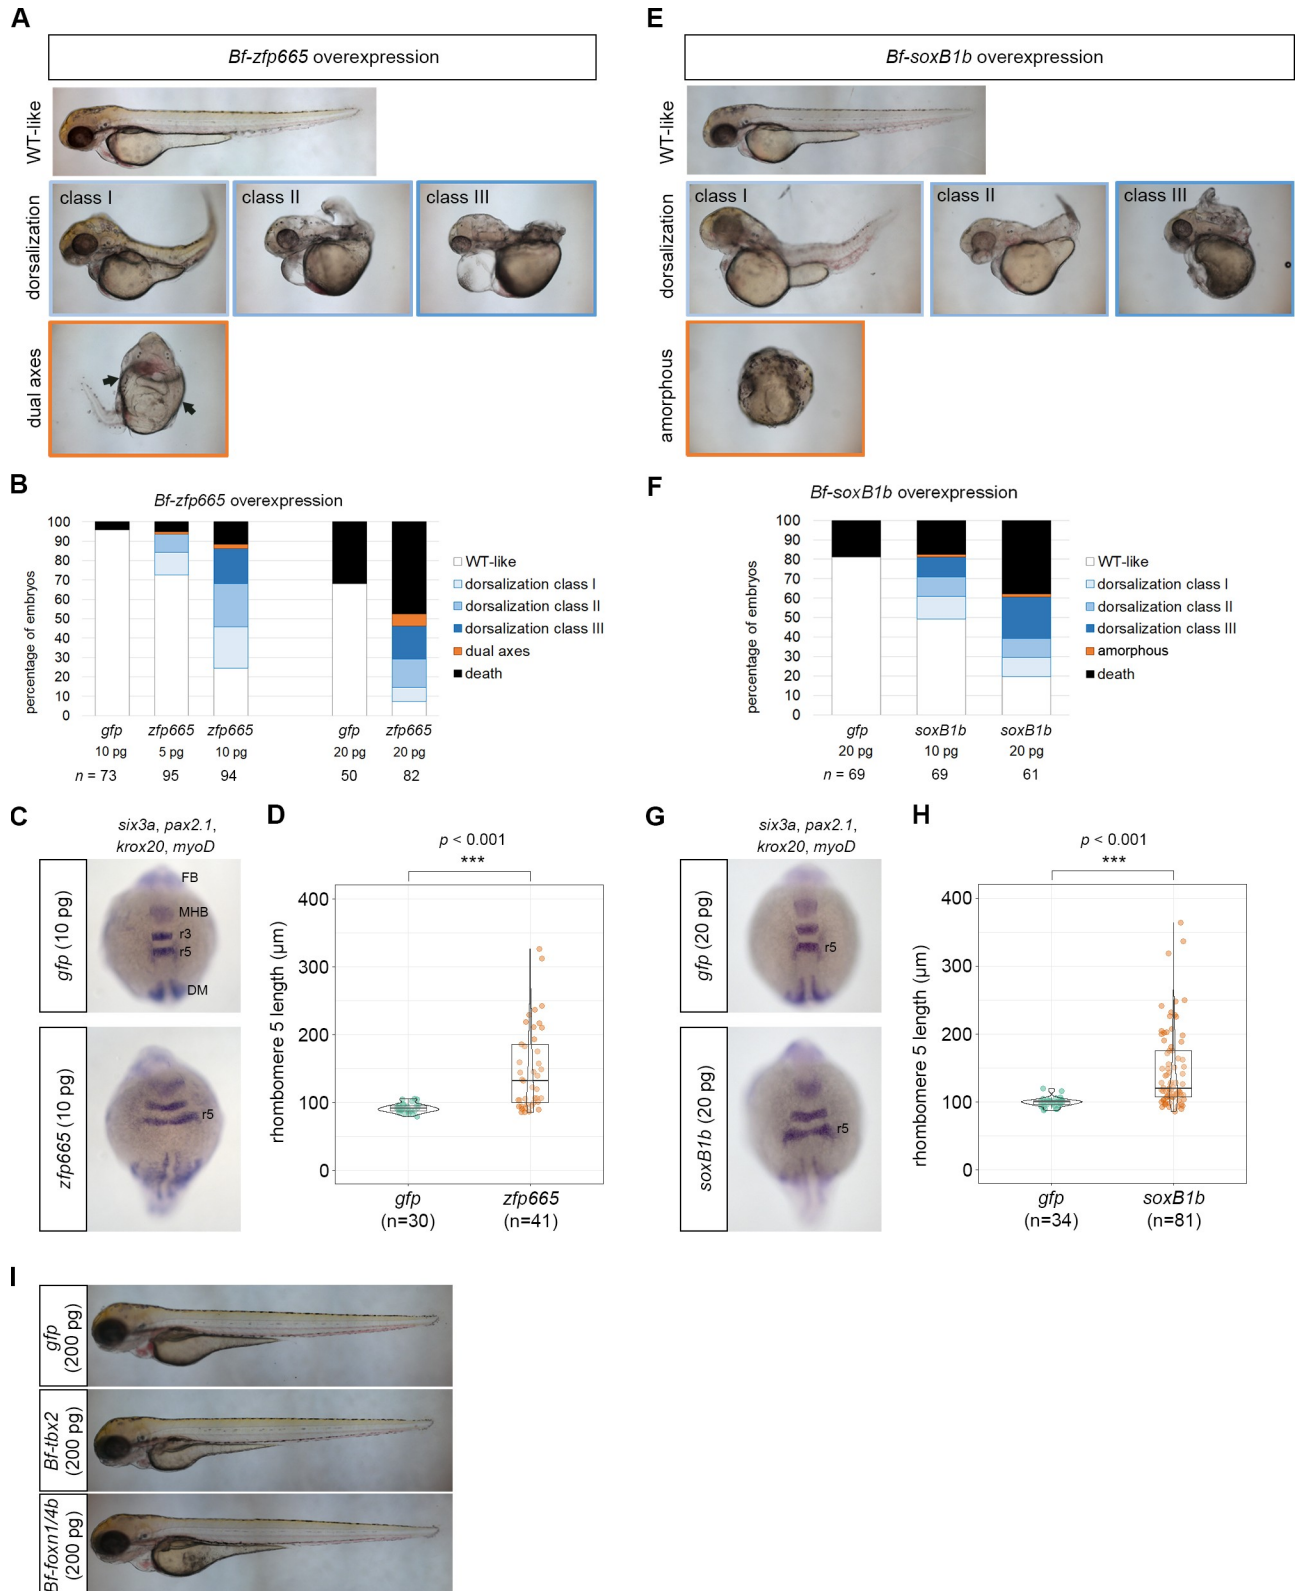 A
Bf-zfp665 overexpression
WT-like
dorsalization
class I
class II
class III
dual axes
B
Bf-zfp665 overexpression
percentage of embryos
100
90
80
70
60
50
40
30
20
10
0
gfp
zfp665
zfp665
gfp
zfp665
10 pg
5 pg
10 pg
20 pg
20 pg
n = 73
95
94
50
82
WT-like
dorsalization class I
dorsalization class II
dorsalization class III
dual axes
death
C
six3a, pax2.1,
krox20, myoD
gfp (10 pg)
FB
MHB
r3
r5
DM
zfp665 (10 pg)
r5
D
p < 0.001
***
rhombomere 5 length (µm)
400
300
200
100
0
gfp
(n=30)
zfp665
(n=41)
E
Bf-soxB1b overexpression
WT-like
dorsalization
class I
class II
class III
amorphous
F
Bf-soxB1b overexpression
percentage of embryos
100
90
80
70
60
50
40
30
20
10
0
gfp
soxB1b
soxB1b
20 pg
10 pg
20 pg
n = 69
69
61
WT-like
dorsalization class I
dorsalization class II
dorsalization class III
amorphous
death
G
six3a, pax2.1,
krox20, myoD
gfp (20 pg)
r5
soxB1b (20 pg)
r5
H
p < 0.001
***
rhombomere 5 length (µm)
400
300
200
100
0
gfp
(n=34)
soxB1b
(n=81)
I
gfp
(200 pg)
Bf-tbx2
(200 pg)
Bf-foxn1/4b
(200 pg)